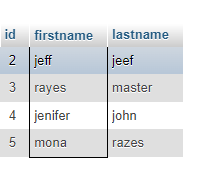 id firstname lastname
2 jeff jeef
3 rayes master
4 jenifer john
5 mona razes